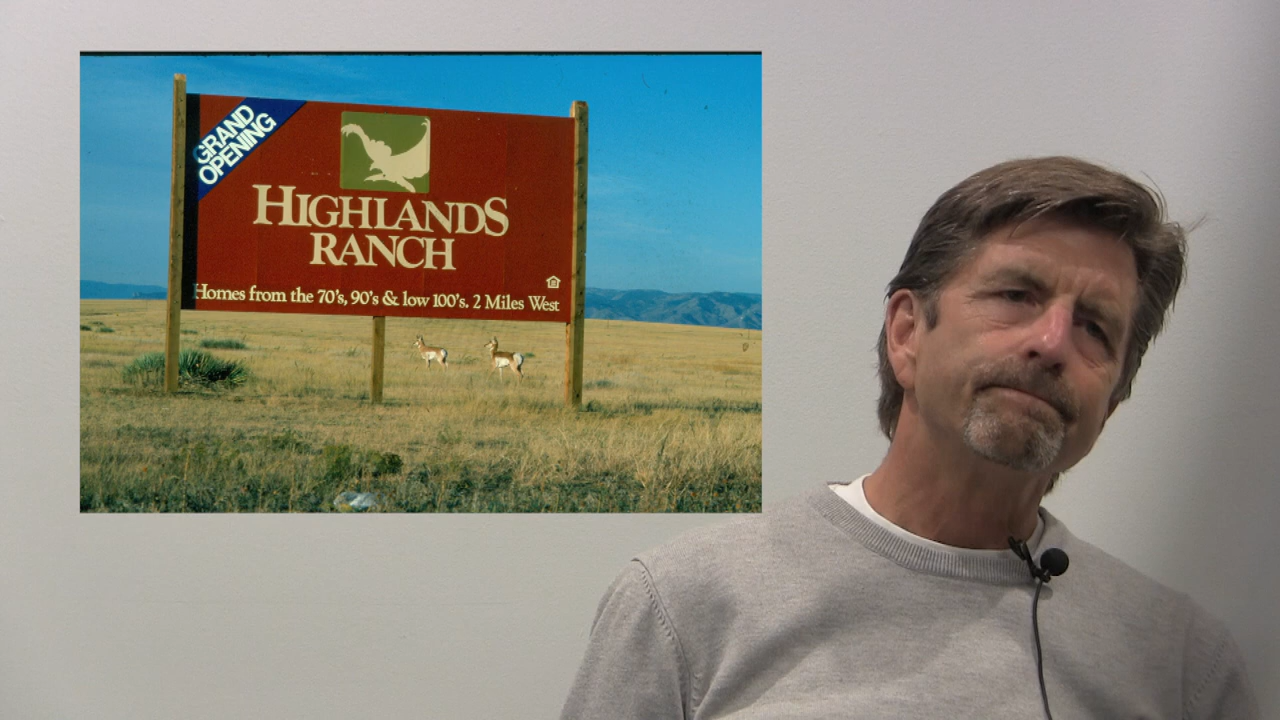 GRAND
OPENING
HIGHLANDS
RANCH
Homes from the 70's, 90's & low 100's. 2 Miles West